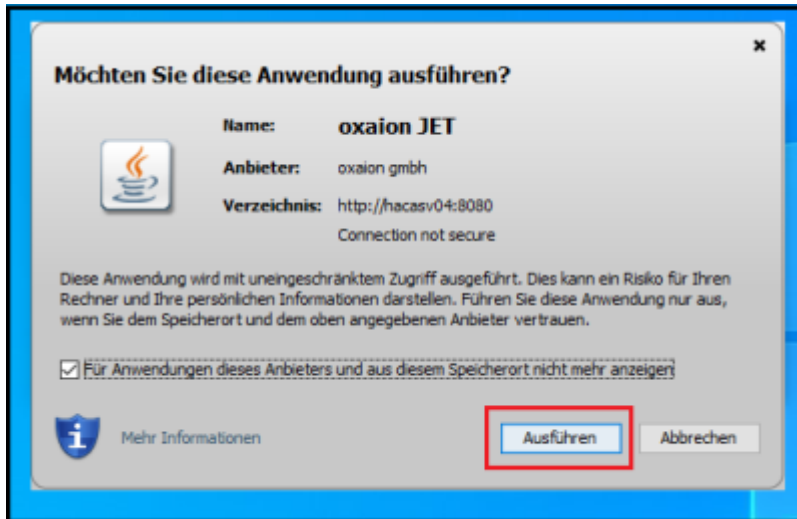 Möchten Sie diese Anwendung ausführen?
Name: oxaion JET
Anbieter: oxaion gmbh
Verzeichnis: http://hacasv04:8080
Connection not secure
Diese Anwendung wird mit uneingeschränktem Zugriff ausgeführt. Dies kann ein Risiko für Ihren
Rechner und Ihre persönlichen Informationen darstellen. Führen Sie diese Anwendung nur aus,
wenn Sie dem Speicherort und dem oben angegebenen Anbieter vertrauen.
Für Anwendungen dieses Anbieters und aus diesem Speicherort nicht mehr anzeigen
Mehr Informationen
Ausführen Abbrechen